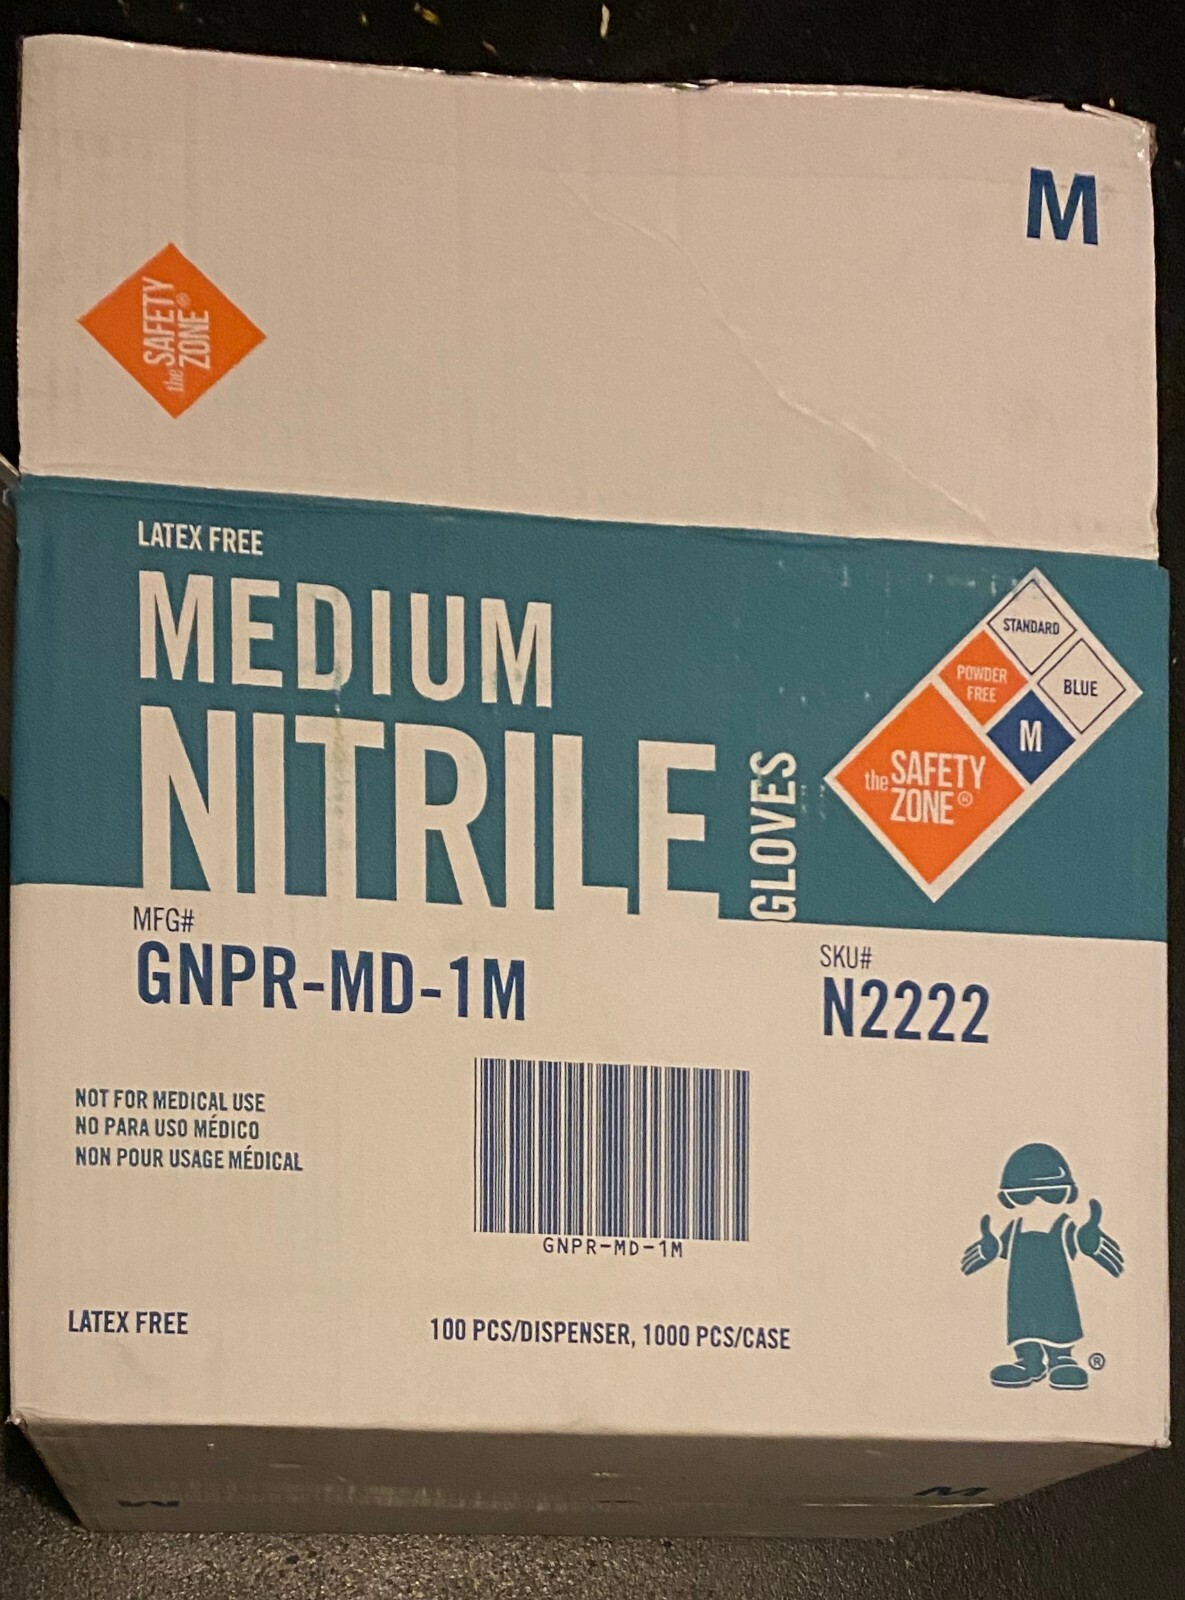 M
the SAFETY
ZONE®
LATEX FREE
MEDIUM
NITRILE
GLOVES
STANDARD
POWDER
FREE
BLUE
M
the SAFETY
ZONE®
MFG#
GNPR-MD-1M
SKU#
N2222
NOT FOR MEDICAL USE
NO PARA USO MÉDICO
NON POUR USAGE MÉDICAL
GNPR-MD-1M
LATEX FREE
100 PCS/DISPENSER, 1000 PCS/CASE
®
M
M